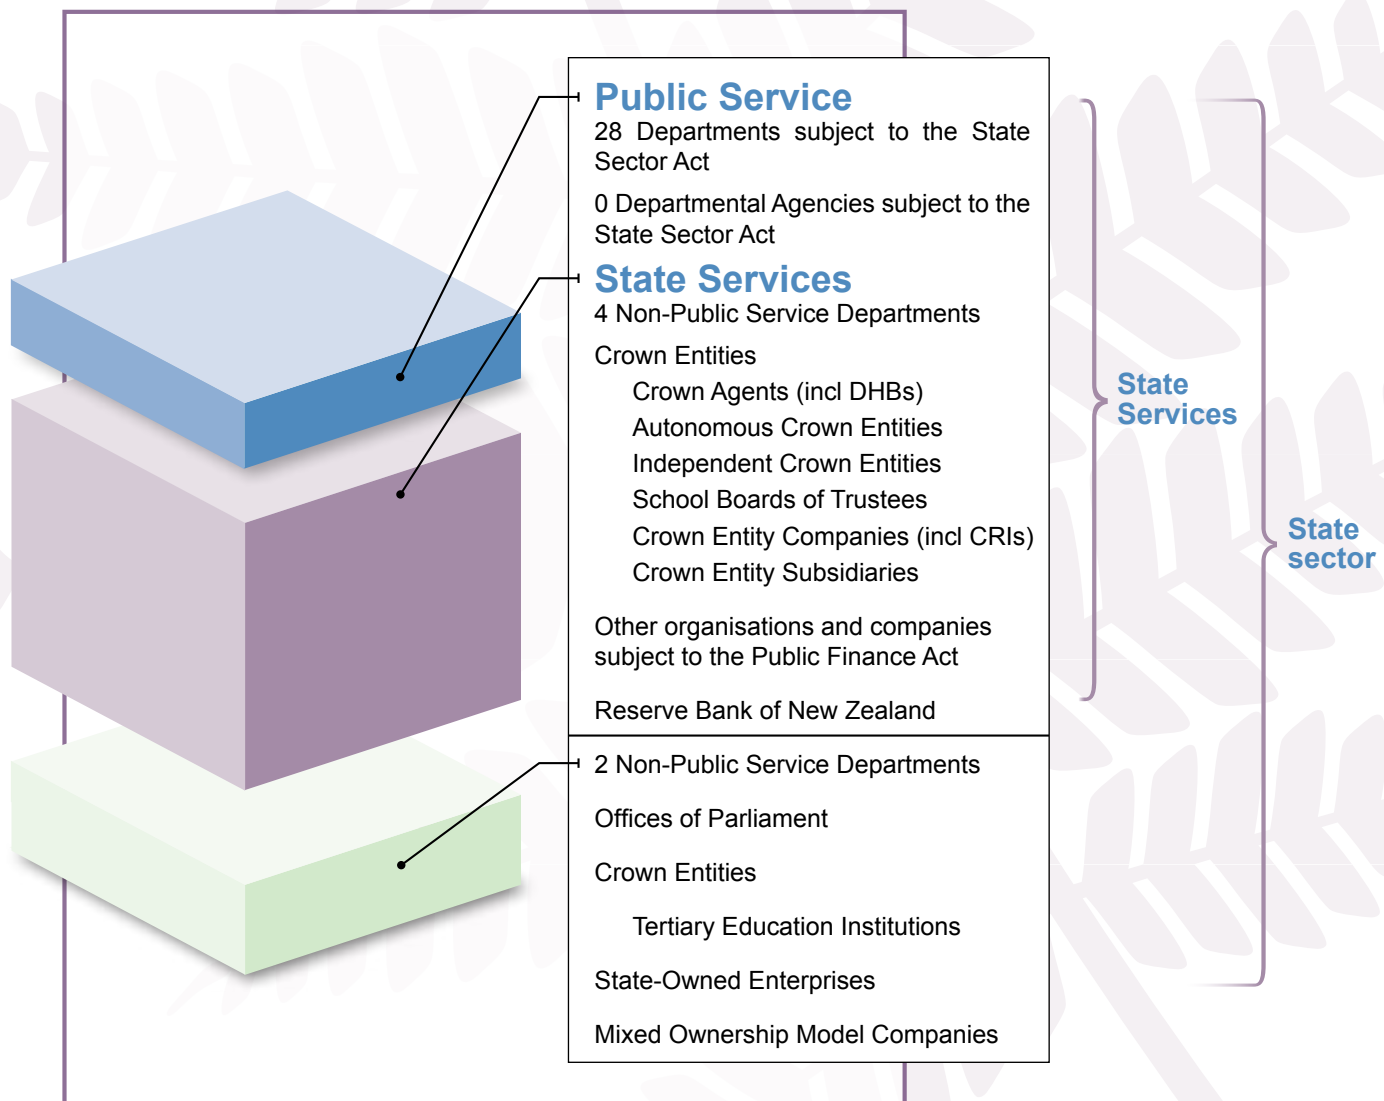 Public Service
28 Departments subject to the State
Sector Act
0 Departmental Agencies subject to the
State Sector Act
State Services
4 Non-Public Service Departments
Crown Entities
Crown Agents (incl DHBs)
Autonomous Crown Entities
Independent Crown Entities
School Boards of Trustees
Crown Entity Companies (incl CRIs)
Crown Entity Subsidiaries
Other organisations and companies
subject to the Public Finance Act
Reserve Bank of New Zealand
2 Non-Public Service Departments
Offices of Parliament
Crown Entities
Tertiary Education Institutions
State-Owned Enterprises
Mixed Ownership Model Companies
State
Services
State
sector